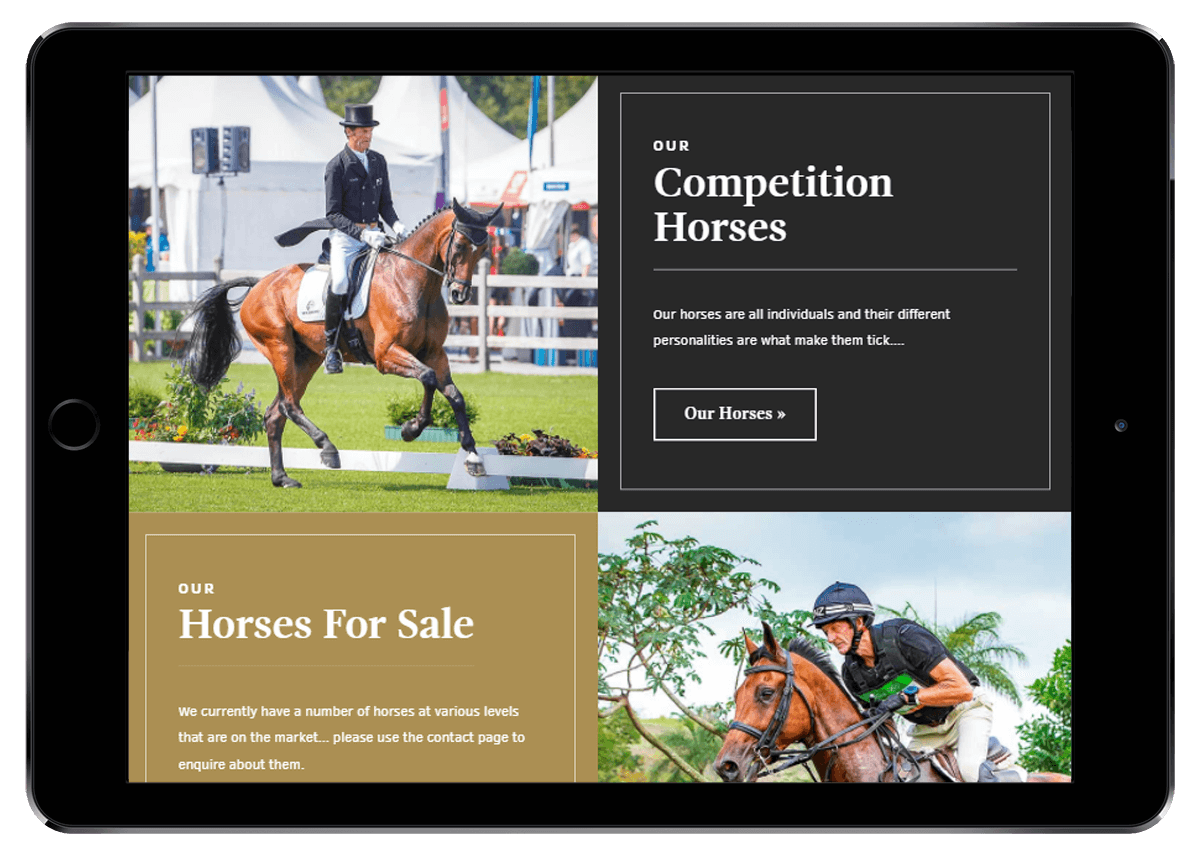 OUR
Competition
Horses
Our horses are all individuals and their different
personalities are what make them tick....
Our Horses »
OUR
Horses For Sale
We currently have a number of horses at various levels
that are on the market... please use the contact page to
enquire about them.